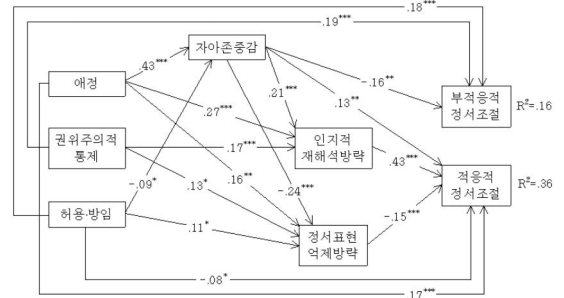 .18***
.19***
자아존중감
.43***
-.16**
애정
.21***
.13**
부적응적
정서조절
R²=.16
.27***
인지적
재해석방략
권위주의적
통제
.17***
.43***
적응적
정서조절
R²=.36
-.09*
.13*
.16**
-.24***
허용·방임
.11*
정서표현
억제방략
-.15***
-.08*
.17***